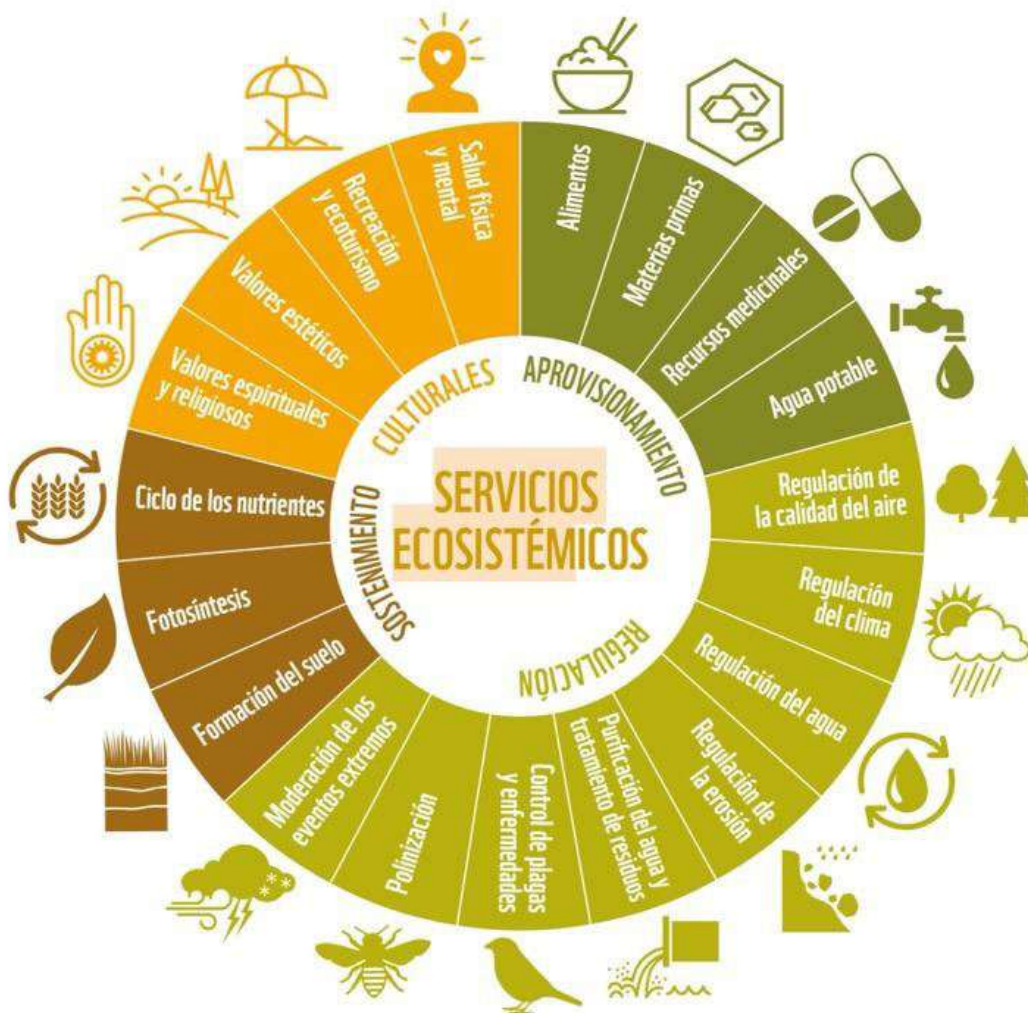 SERVICIOS
ECOSISTÉMICOS
APROVISIONAMIENTO
Alimentos
Materias primas
Recursos medicinales
Agua potable
REGULACIÓN
Regulación de
la calidad del aire
Regulación
del clima
Regulación del agua
Regulación de
la erosión
Purificación del agua y
tratamiento de residuos
Control de plagas
y enfermedades
Polinización
Moderación de los
eventos extremos
SOSTENIMIENTO
Formación del suelo
Fotosíntesis
Ciclo de los nutrientes
CULTURALES
Valores espirituales
y religiosos
Valores estéticos
Recreación
y ecoturismo
Salud física
y mental